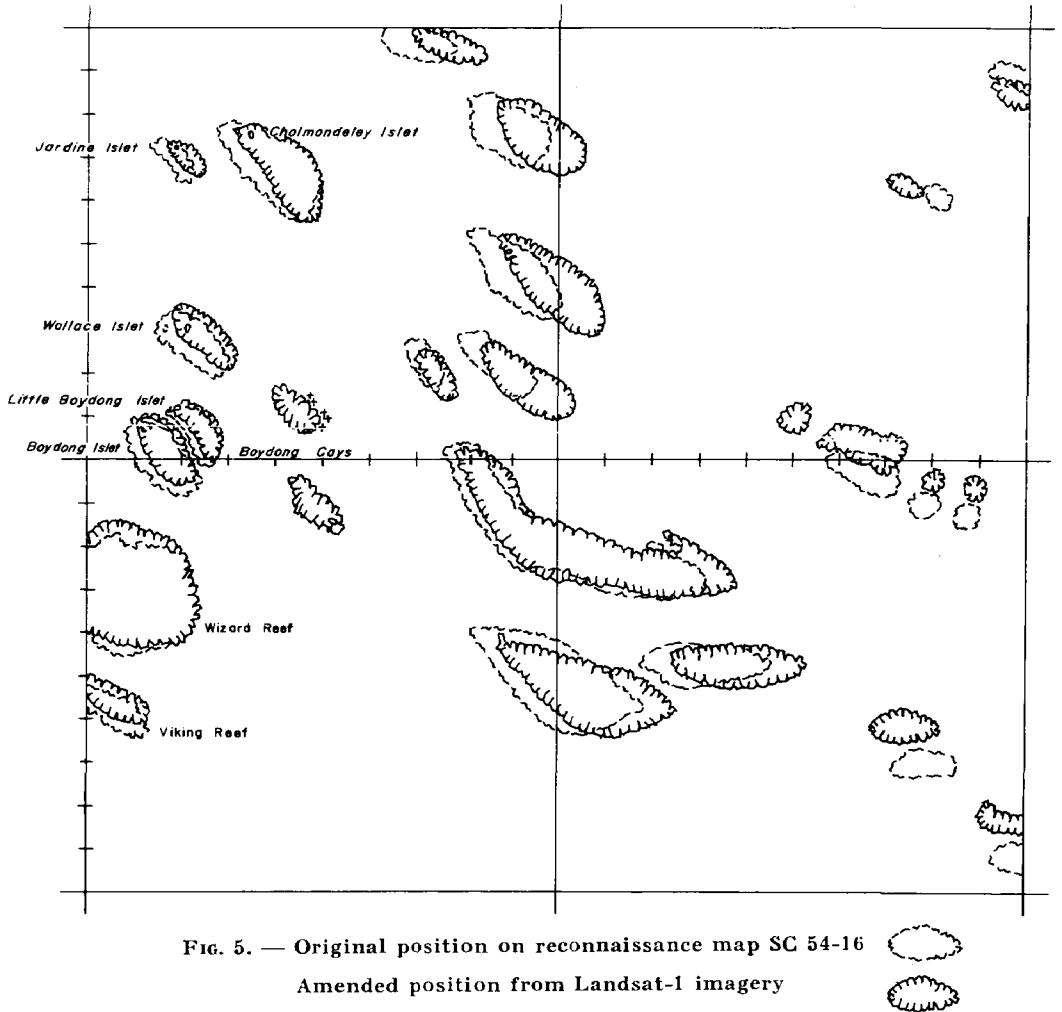 Cholmondeley Islet
Jardine Islet
Wallace Islet
Little Boydong Islet
Boydong Islet
Boydong Cays
Wizard Reef
Viking Reef
FIG. 5. — Original position on reconnaissance map SC 54-16
Amended position from Landsat-1 imagery